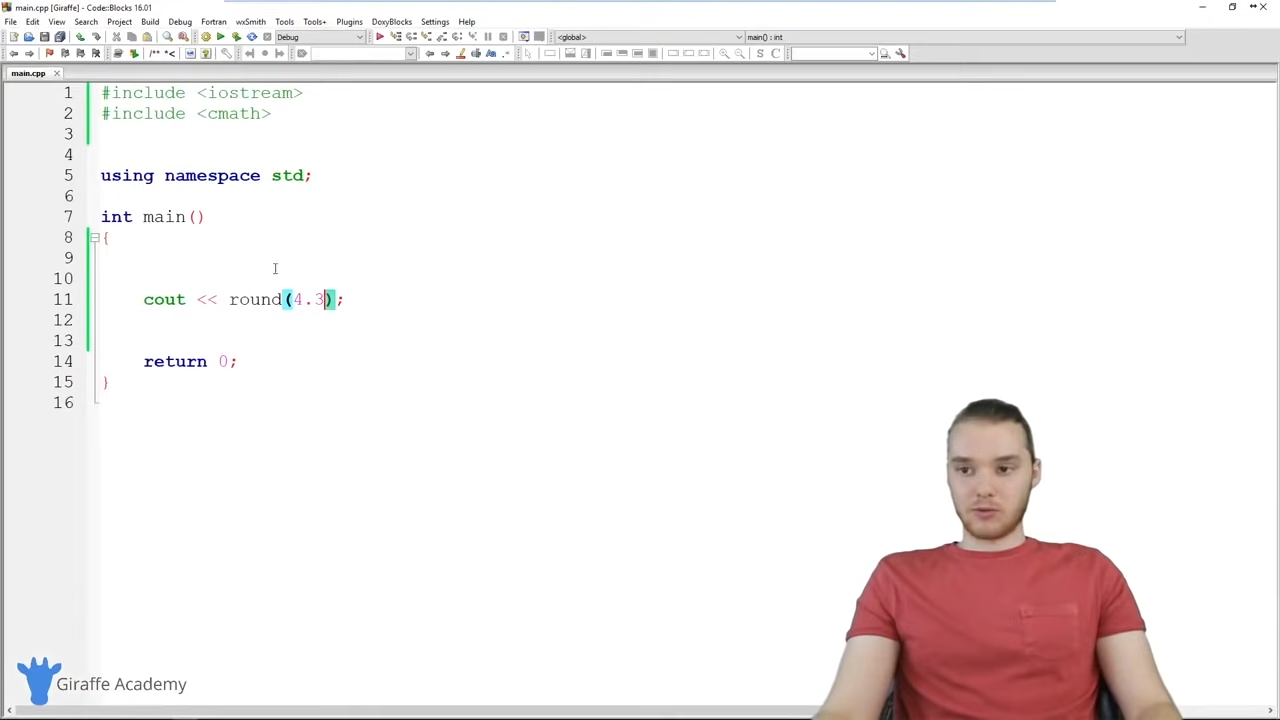 main.cpp [Giraffe] - Code::Blocks 16.01
File Edit View Search Project Build Debug Fortran wxSmith Tools Tools+ Plugins DoxyBlocks Settings Help
Debug <global> main() : int
main.cpp
1 #include <iostream>
2 #include <cmath>
3
4
5 using namespace std;
6
7 int main()
8 {
9
10
11 cout << round(4.3);
12
13
14 return 0;
15 }
16
Giraffe Academy